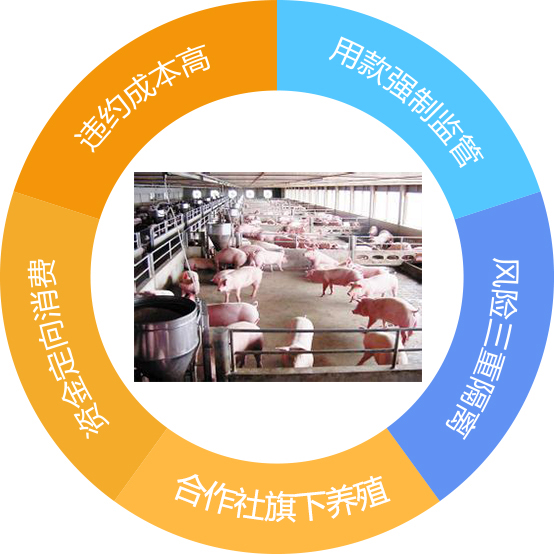 用款强制监管
风险三重隔离
合作社旗下养殖
资金定向消费
违约成本高